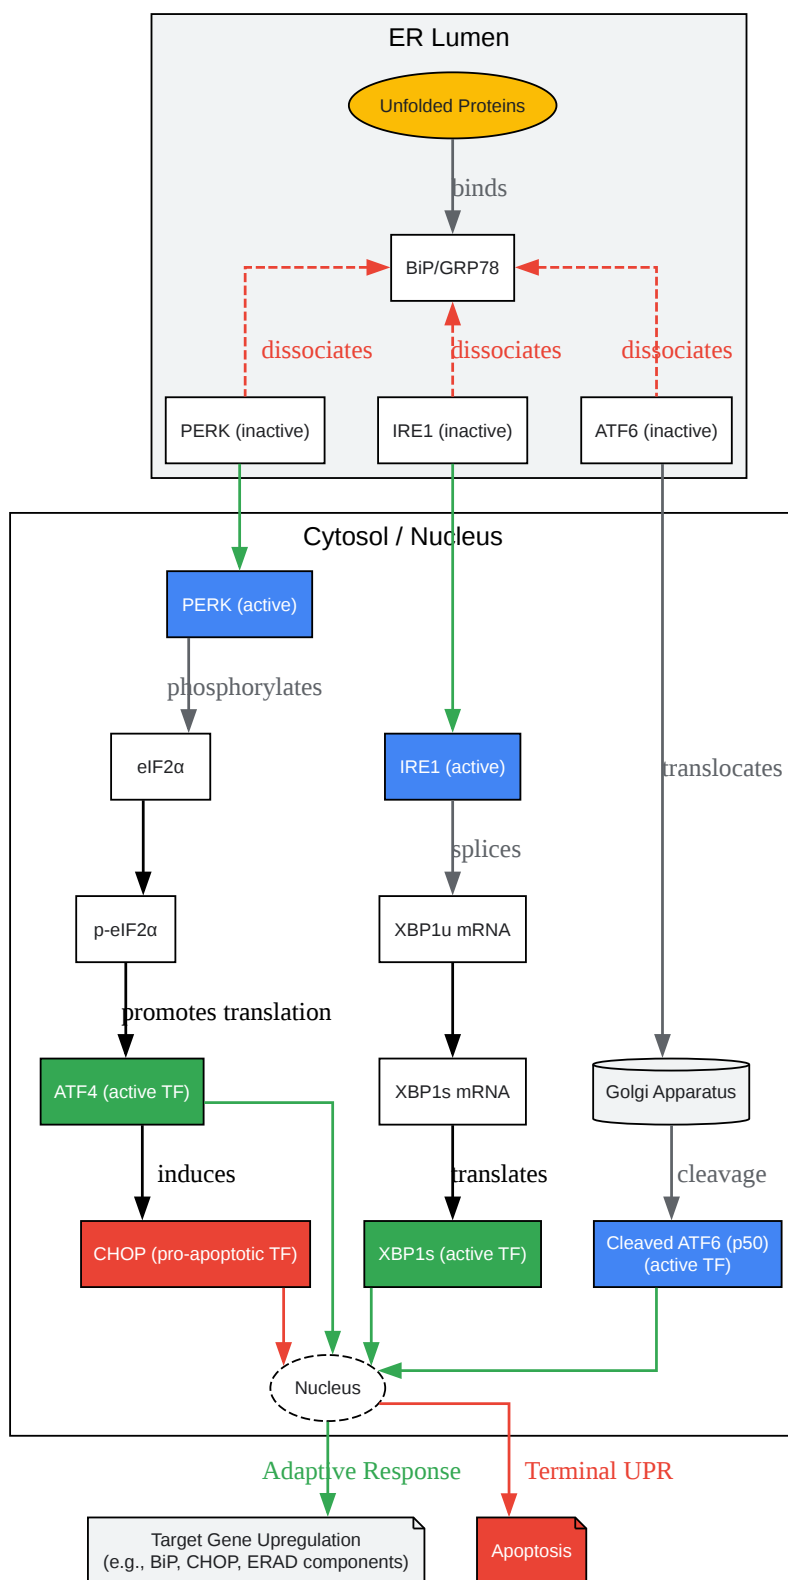 ER Lumen
Unfolded Proteins
binds
BiP/GRP78
dissociates
dissociates
dissociates
PERK (inactive)
IRE1 (inactive)
ATF6 (inactive)
Cytosol / Nucleus
PERK (active)
phosphorylates
eIF2α
IRE1 (active)
translocates
splices
p-eIF2α
XBP1u mRNA
promotes translation
ATF4 (active TF)
XBP1s mRNA
Golgi Apparatus
induces
translates
cleavage
CHOP (pro-apoptotic TF)
XBP1s (active TF)
Cleaved ATF6 (p50)
(active TF)
Nucleus
Adaptive Response
Terminal UPR
Target Gene Upregulation
(e.g., BiP, CHOP, ERAD components)
Apoptosis